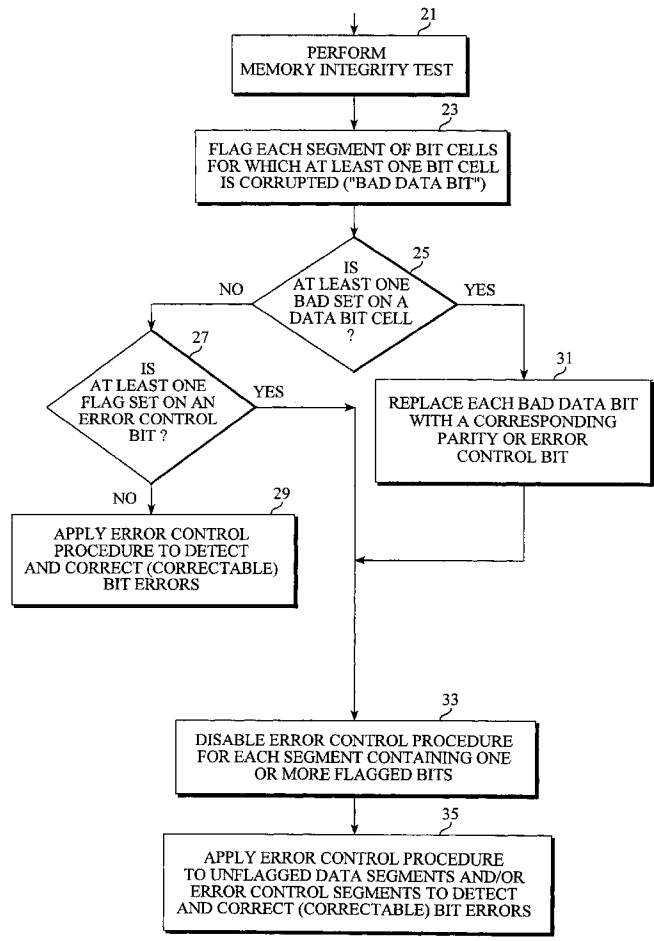 21
PERFORM
MEMORY INTEGRITY TEST
23
FLAG EACH SEGMENT OF BIT CELLS
FOR WHICH AT LEAST ONE BIT CELL
IS CORRUPTED ("BAD DATA BIT")
25
IS
AT LEAST ONE
BAD SET ON A
DATA BIT CELL
?
NO
YES
27
IS
AT LEAST ONE
FLAG SET ON AN
ERROR CONTROL
BIT ?
YES
NO
31
REPLACE EACH BAD DATA BIT
WITH A CORRESPONDING
PARITY OR ERROR
CONTROL BIT
29
APPLY ERROR CONTROL
PROCEDURE TO DETECT
AND CORRECT (CORRECTABLE)
BIT ERRORS
33
DISABLE ERROR CONTROL PROCEDURE
FOR EACH SEGMENT CONTAINING ONE
OR MORE FLAGGED BITS
35
APPLY ERROR CONTROL PROCEDURE
TO UNFLAGGED DATA SEGMENTS AND/OR
ERROR CONTROL SEGMENTS TO DETECT
AND CORRECT (CORRECTABLE) BIT ERRORS